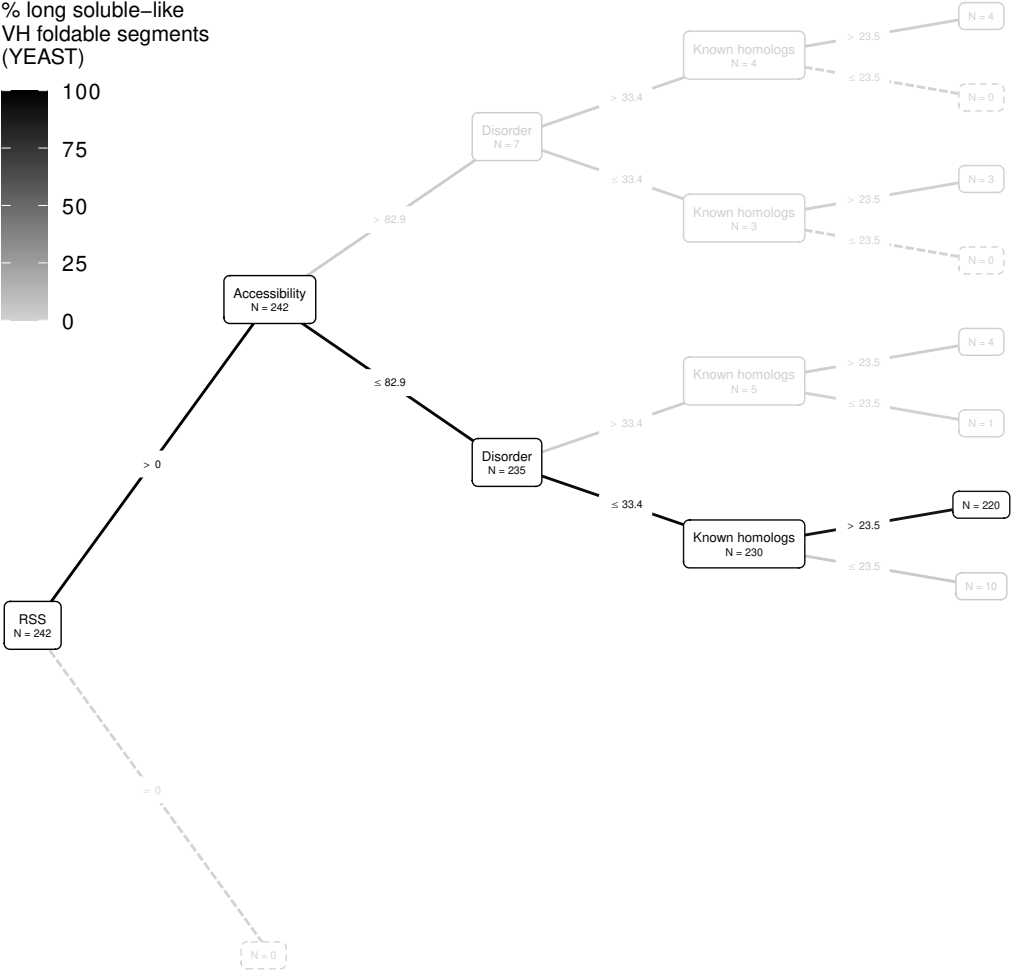 % long soluble−like
VH foldable segments
(YEAST)
100
75
50
25
0
RSS
N = 242
> 0
= 0
N = 0
Accessibility
N = 242
> 82.9
≤ 82.9
Disorder
N = 7
> 33.4
≤ 33.4
Disorder
N = 235
> 33.4
≤ 33.4
Known homologs
N = 4
> 23.5
≤ 23.5
N = 4
N = 0
Known homologs
N = 3
> 23.5
≤ 23.5
N = 3
N = 0
Known homologs
N = 5
> 23.5
≤ 23.5
N = 4
N = 1
Known homologs
N = 230
> 23.5
≤ 23.5
N = 220
N = 10